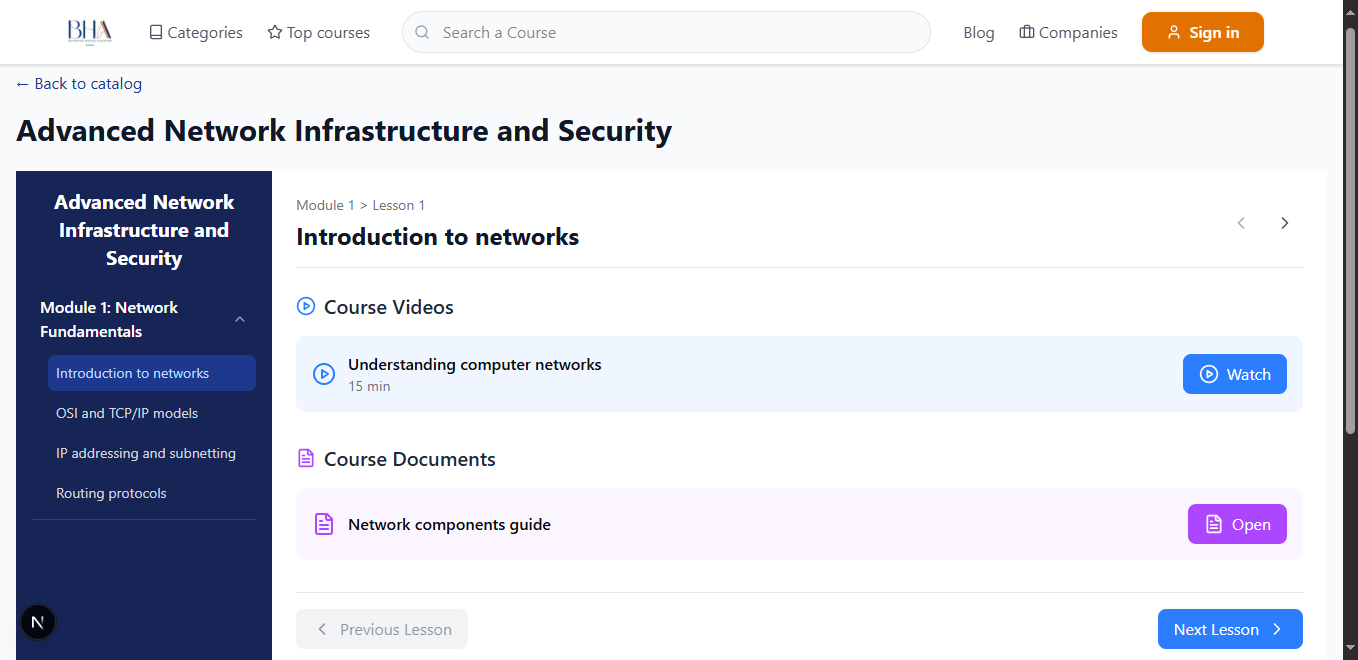 BHA
Categories
Top courses
Search a Course
Blog
Companies
Sign in
← Back to catalog
Advanced Network Infrastructure and Security
Advanced Network
Infrastructure and
Security
Module 1: Network
Fundamentals
Introduction to networks
OSI and TCP/IP models
IP addressing and subnetting
Routing protocols
N
Module 1 > Lesson 1
Introduction to networks
Course Videos
Understanding computer networks
15 min
Watch
Course Documents
Network components guide
Open
Previous Lesson
Next Lesson